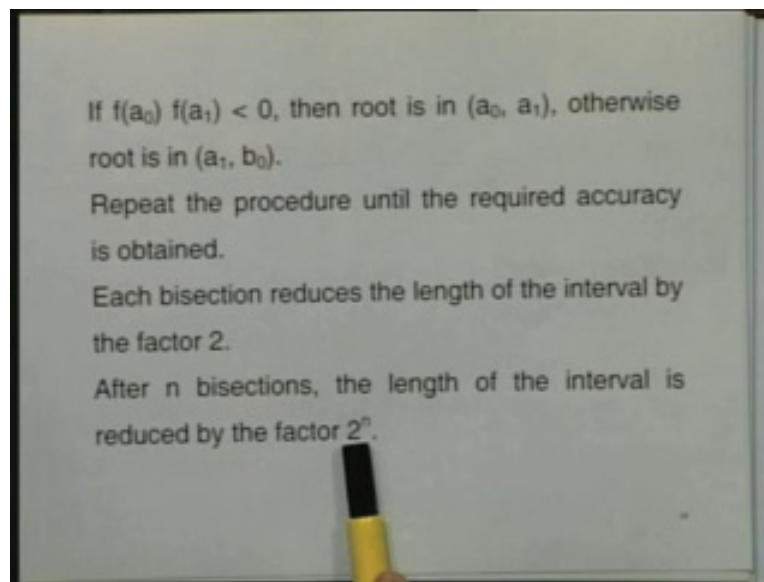 If f(a₀) f(a₁) < 0, then root is in (a₀, a₁), otherwise
root is in (a₁, b₀).
Repeat the procedure until the required accuracy
is obtained.
Each bisection reduces the length of the interval by
the factor 2.
After n bisections, the length of the interval is
reduced by the factor 2ⁿ.